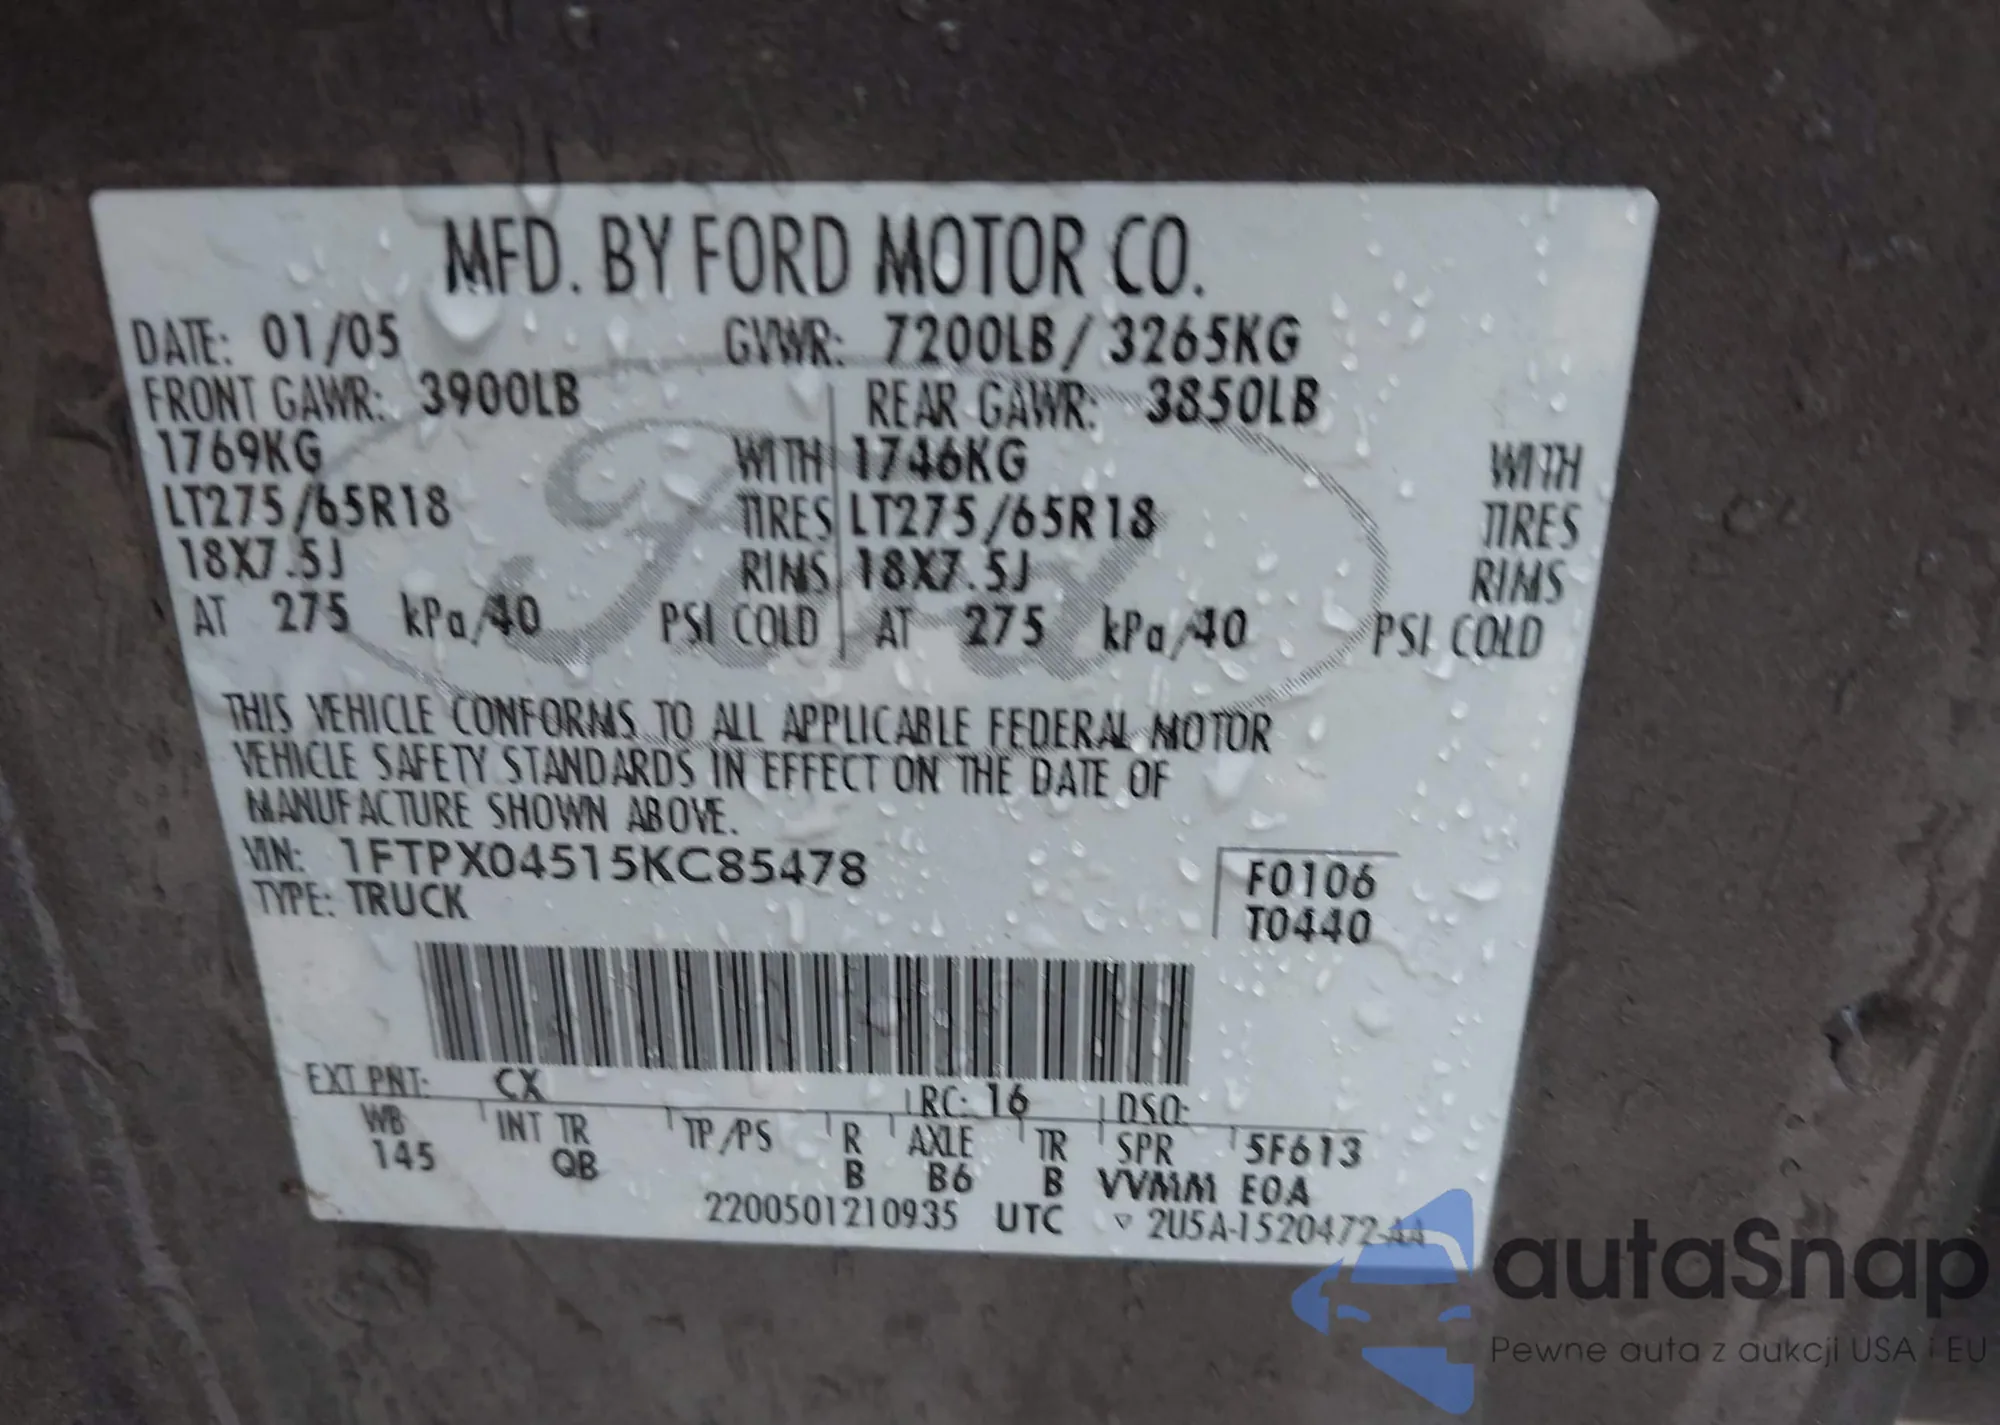 MFD. BY FORD MOTOR CO.
DATE: 01/05 GVWR: 7200LB / 3265KG
FRONT GAWR: 3900LB REAR GAWR: 3850LB
1769KG WITH 1746KG WITH
LT275/65R18 TIRES LT275/65R18 TIRES
18X7.5J RIMS 18X7.5J RIMS
AT 275 kPa/40 PSI COLD AT 275 kPa/40 PSI COLD
Ford
THIS VEHICLE CONFORMS TO ALL APPLICABLE FEDERAL MOTOR
VEHICLE SAFETY STANDARDS IN EFFECT ON THE DATE OF
MANUFACTURE SHOWN ABOVE.
VIN: 1FTPX04515KC85478
TYPE: TRUCK
F0106
T0440
EXT PNT: CX RC: 16 DSO:
WB INT TR TP/PS R AXLE TR SPR 5F613
145 QB B B6 B VVMM E0A
2200501210935 UTC ▽ 2U5A-1520472-AA
autaSnap
Pewne auta z aukcji USA i EU